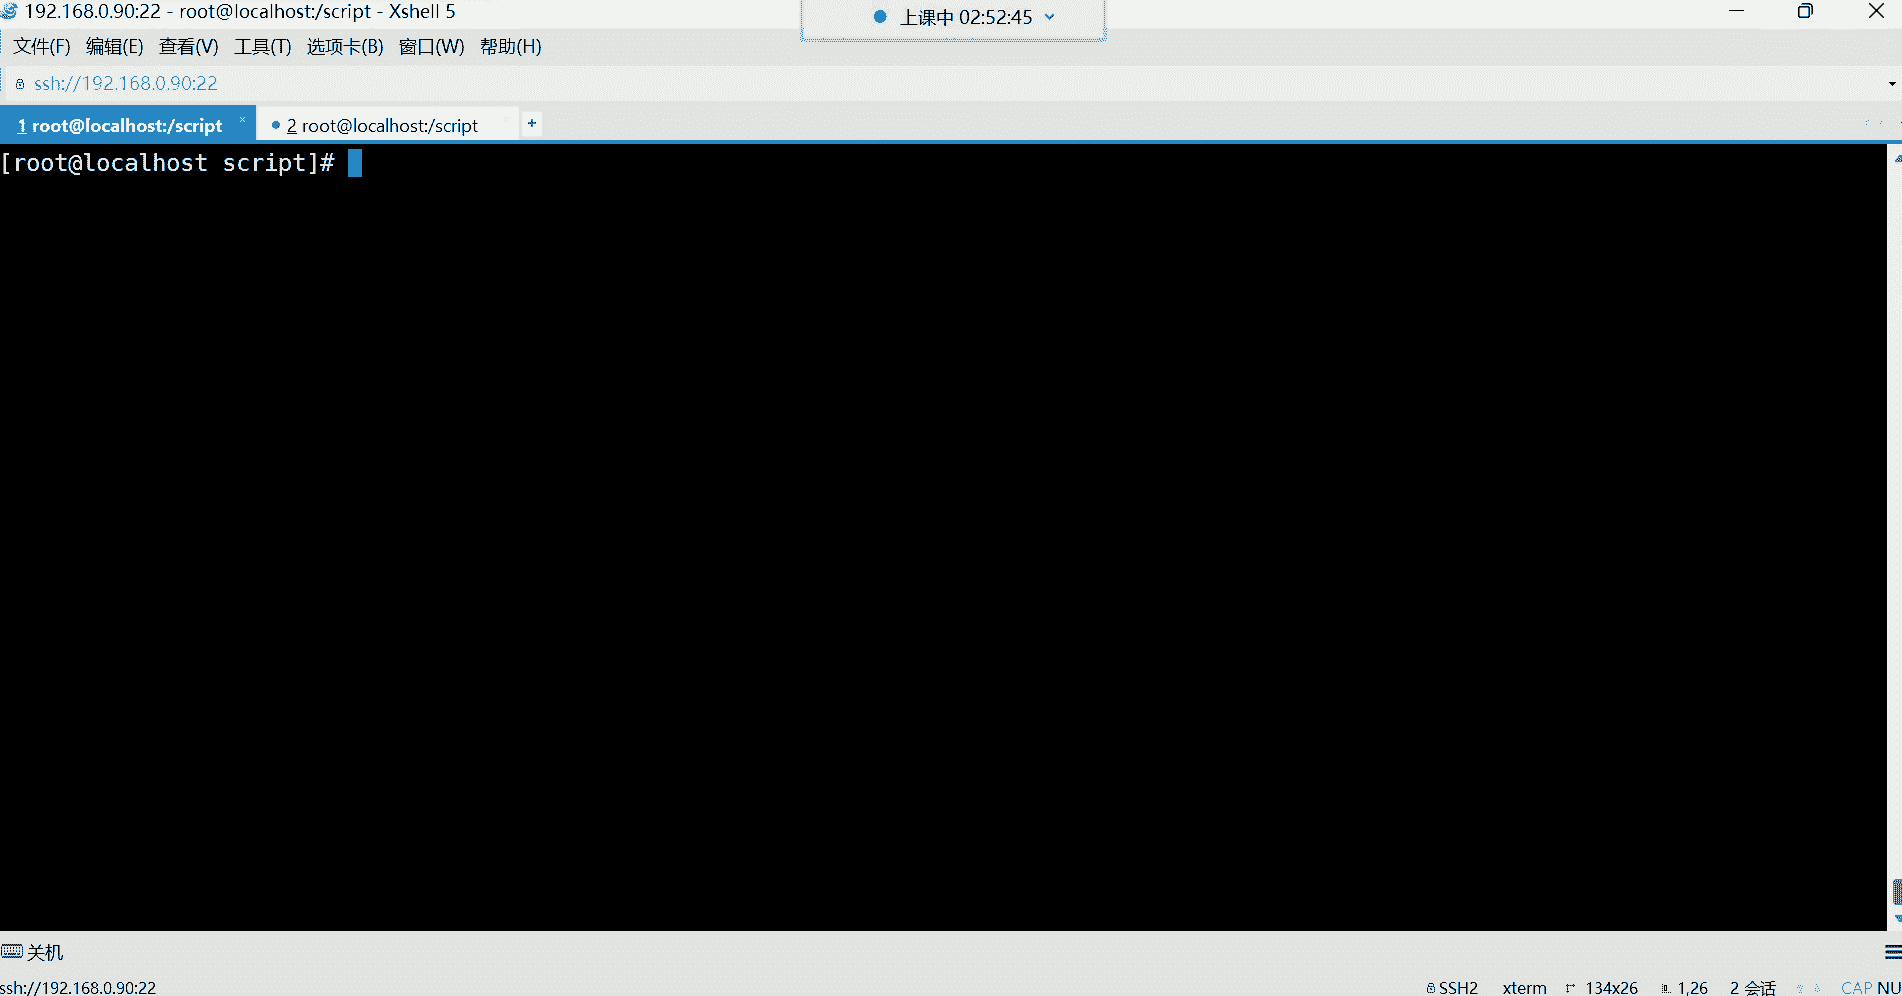 192.168.0.90:22 - root@localhost:/script - Xshell 5
上课中 02:52:45
文件(F) 编辑(E) 查看(V) 工具(T) 选项卡(B) 窗口(W) 帮助(H)
ssh://192.168.0.90:22
1 root@localhost:/script × 2 root@localhost:/script +
[root@localhost script]#
关机
ssh://192.168.0.90:22 SSH2 xterm 134x26 1,26 2 会话 CAP NU